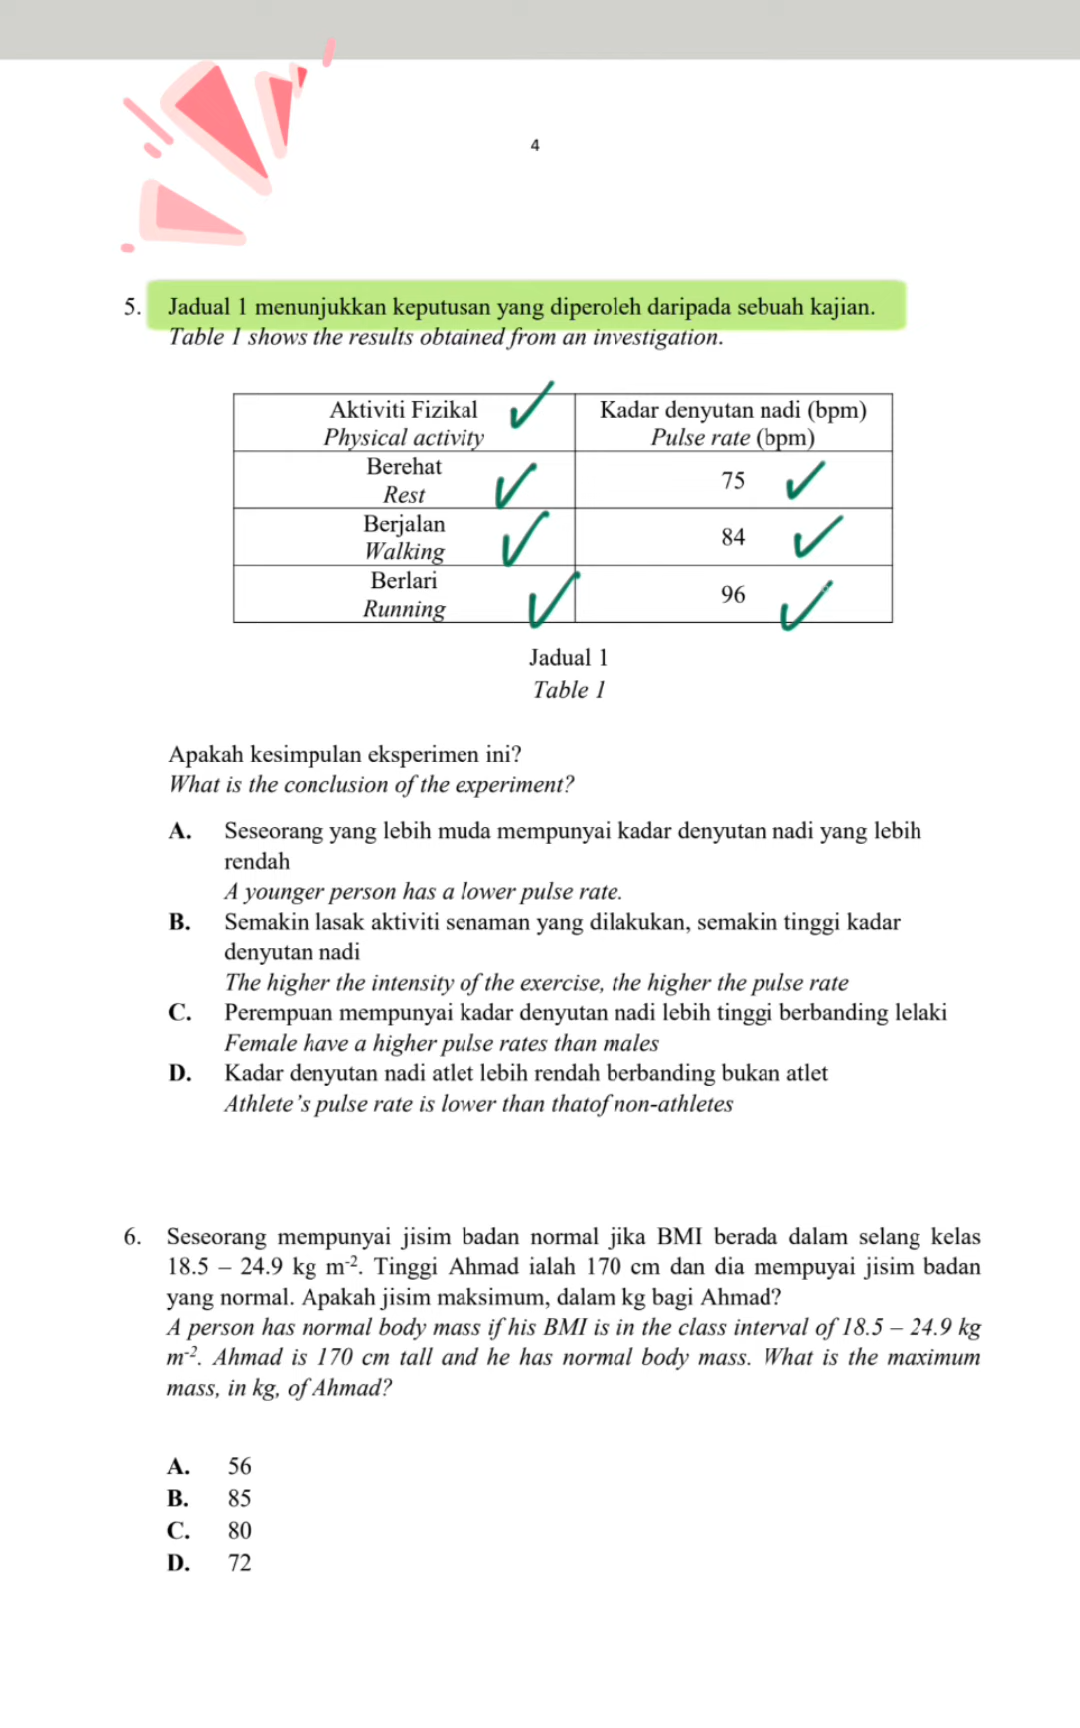 4
5. Jadual 1 menunjukkan keputusan yang diperoleh daripada sebuah kajian.
Table 1 shows the results obtained from an investigation.
Aktiviti Fizikal
Physical activity
Kadar denyutan nadi (bpm)
Pulse rate (bpm)
Berehat
Rest
75
Berjalan
Walking
84
Berlari
Running
96
Jadual 1
Table 1
Apakah kesimpulan eksperimen ini?
What is the conclusion of the experiment?
A. Seseorang yang lebih muda mempunyai kadar denyutan nadi yang lebih
rendah
A younger person has a lower pulse rate.
B. Semakin lasak aktiviti senaman yang dilakukan, semakin tinggi kadar
denyutan nadi
The higher the intensity of the exercise, the higher the pulse rate
C. Perempuan mempunyai kadar denyutan nadi lebih tinggi berbanding lelaki
Female have a higher pulse rates than males
D. Kadar denyutan nadi atlet lebih rendah berbanding bukan atlet
Athlete's pulse rate is lower than thatof non-athletes
6. Seseorang mempunyai jisim badan normal jika BMI berada dalam selang kelas
18.5 – 24.9 kg m⁻². Tinggi Ahmad ialah 170 cm dan dia mempuyai jisim badan
yang normal. Apakah jisim maksimum, dalam kg bagi Ahmad?
A person has normal body mass if his BMI is in the class interval of 18.5 – 24.9 kg
m⁻². Ahmad is 170 cm tall and he has normal body mass. What is the maximum
mass, in kg, of Ahmad?
A. 56
B. 85
C. 80
D. 72